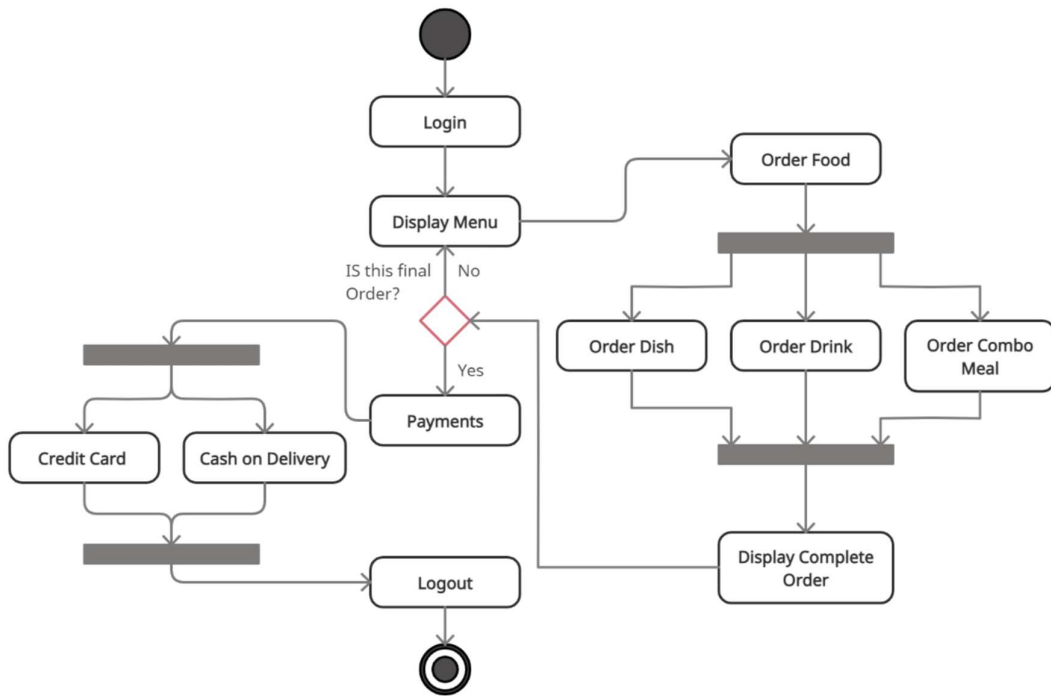 Login
Order Food
Display Menu
IS this final
Order?
No
Order Dish
Order Drink
Order Combo
Meal
Yes
Payments
Credit Card
Cash on Delivery
Display Complete
Order
Logout